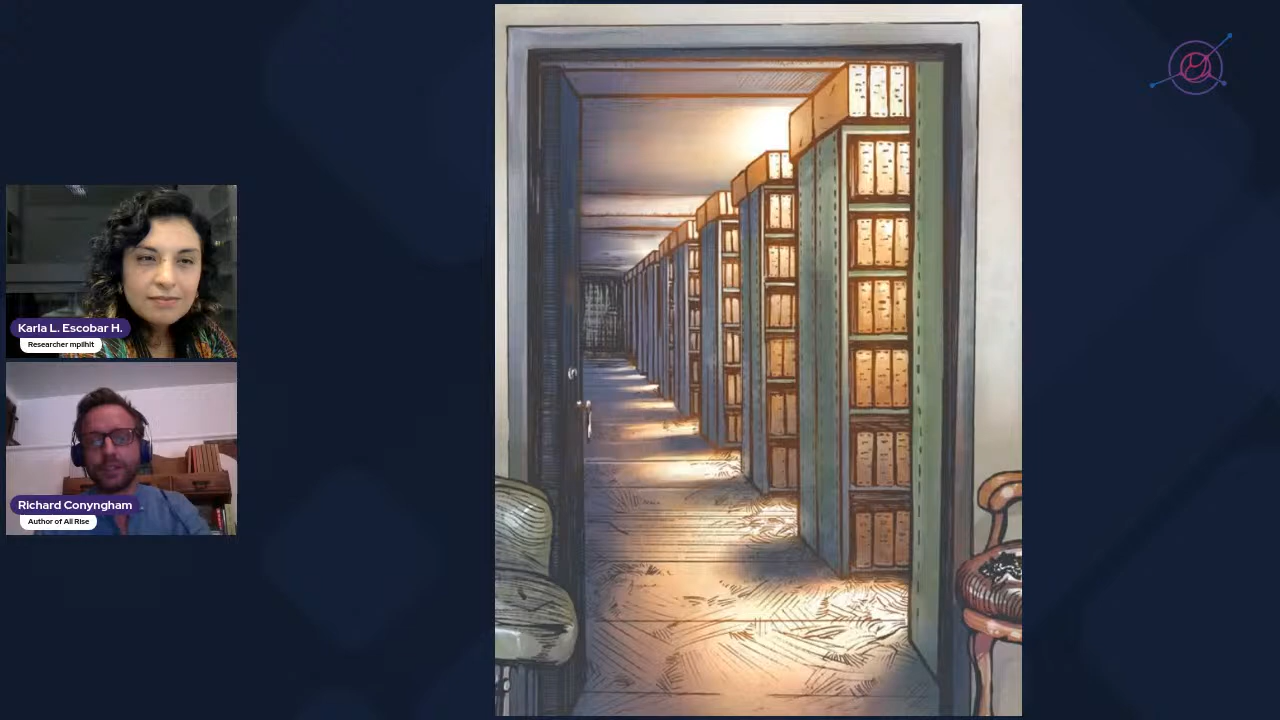 Karla L. Escobar H.
Researcher mpilhlt
Richard Conyngham
Author of All Rise